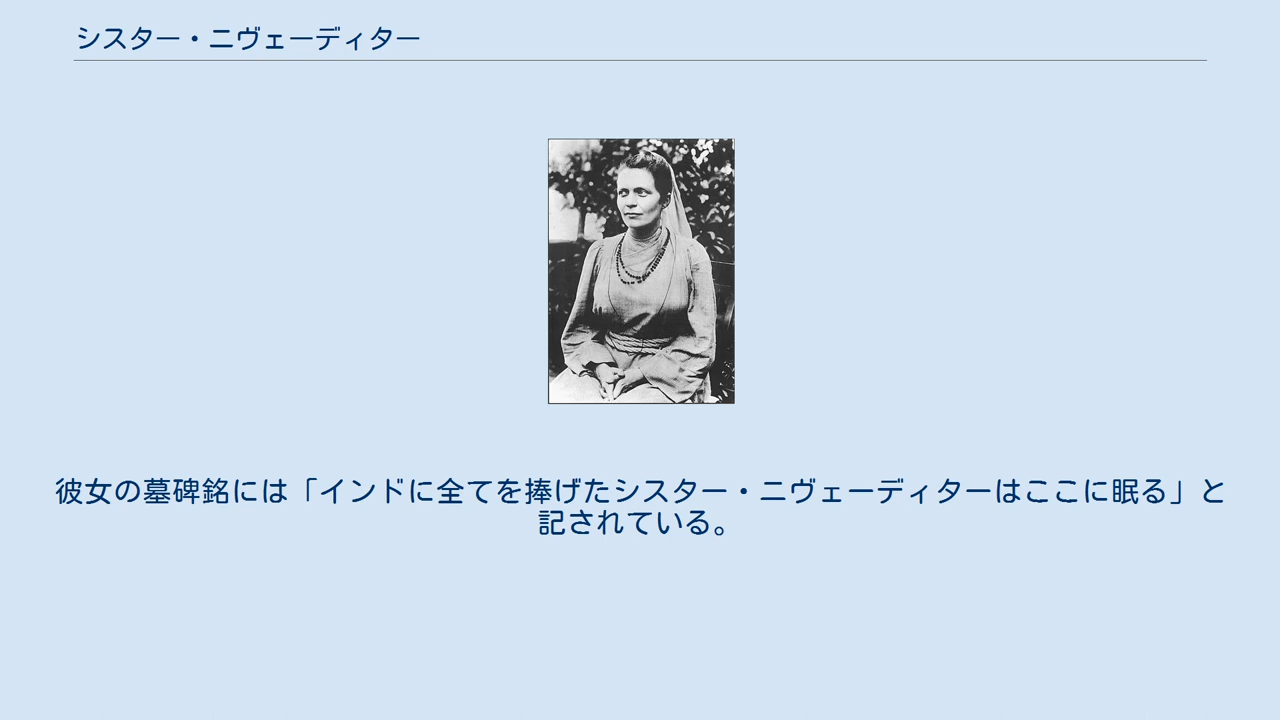 シスター・ニヴェーディター
彼女の墓碑銘には「インドに全てを捧げたシスター・ニヴェーディターはここに眠る」と
記されている。